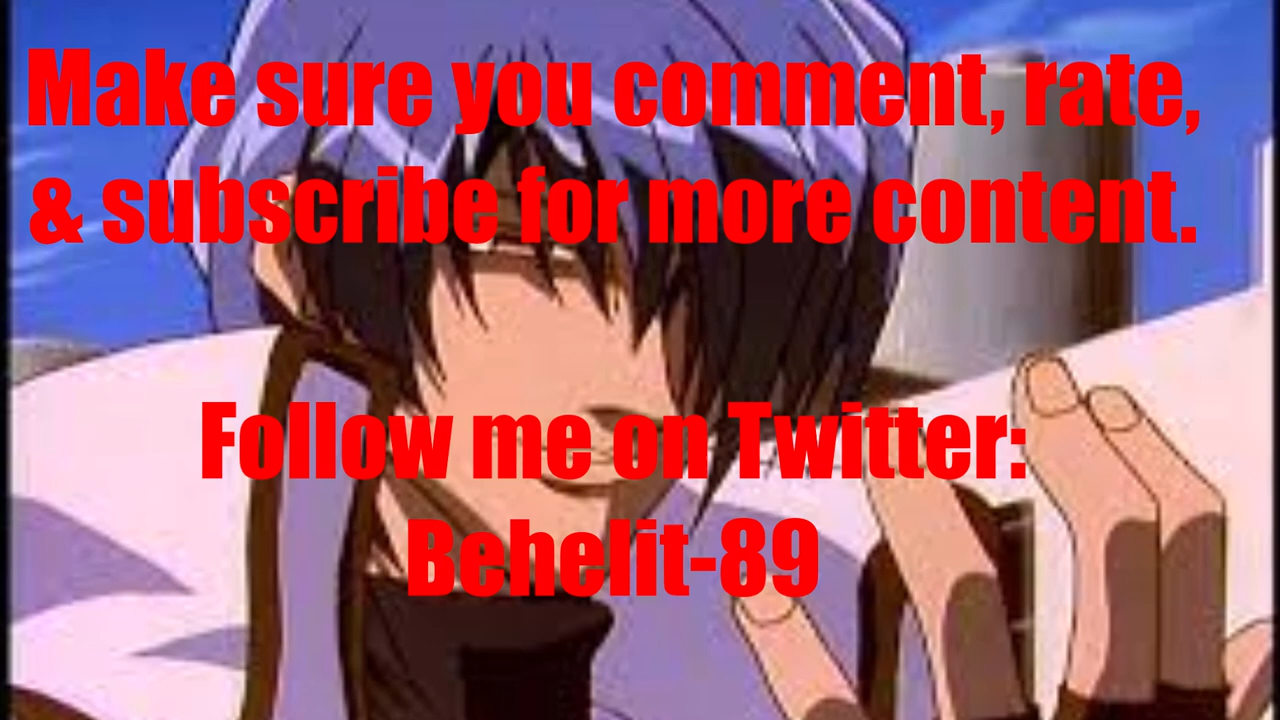 Make sure you comment, rate,
& subscribe for more content.
Follow me on Twitter:
Behelit-89